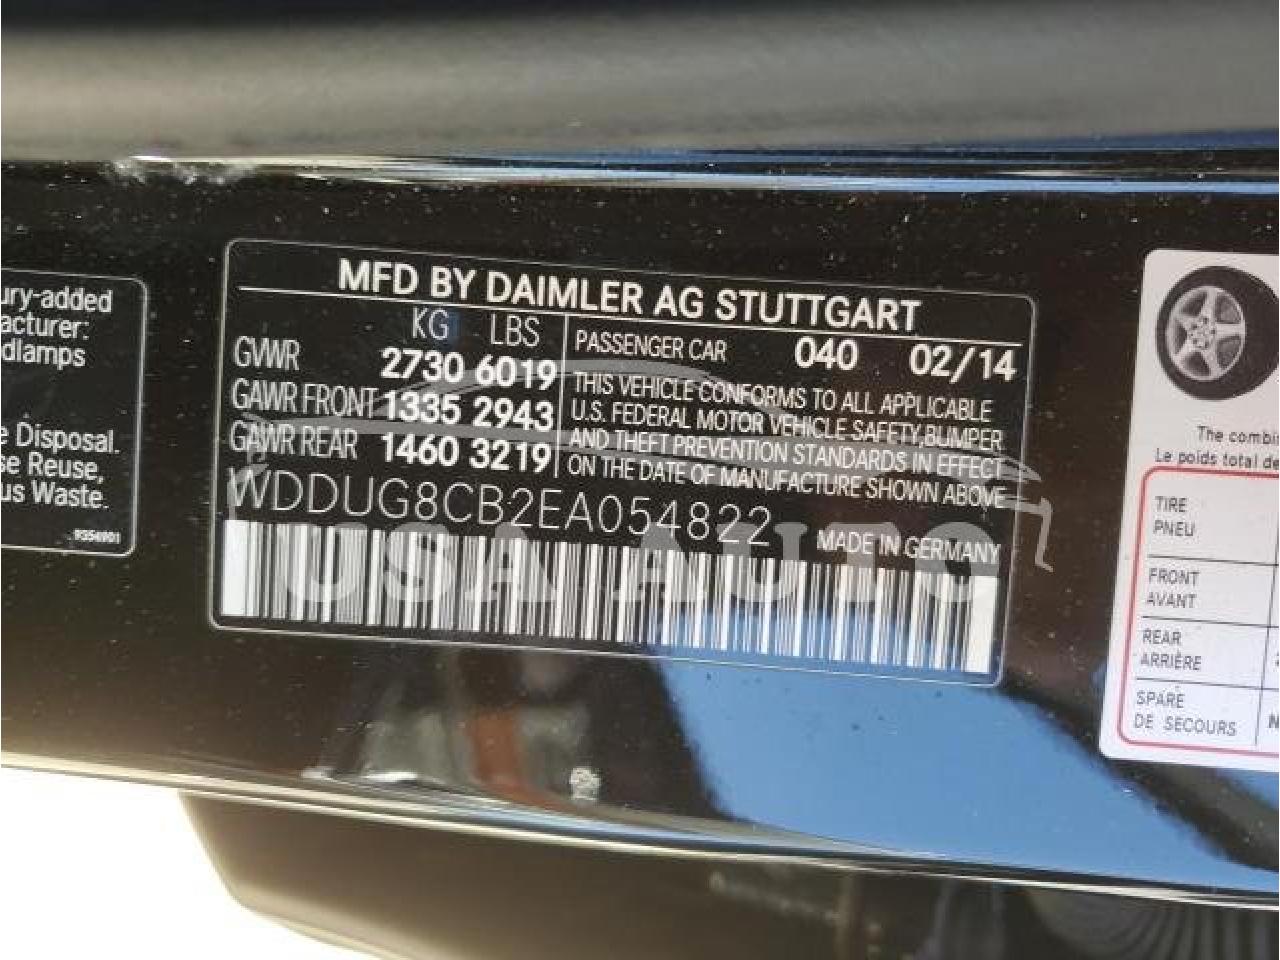 ury-added
acturer:
dlamps
e Disposal.
se Reuse,
us Waste.
9354901
MFD BY DAIMLER AG STUTTGART
KG LBS
GVWR 2730 6019
GAWR FRONT 1335 2943
GAWR REAR 1460 3219
PASSENGER CAR 040 02/14
THIS VEHICLE CONFORMS TO ALL APPLICABLE
U.S. FEDERAL MOTOR VEHICLE SAFETY,BUMPER
AND THEFT PREVENTION STANDARDS IN EFFECT
ON THE DATE OF MANUFACTURE SHOWN ABOVE
WDDUG8CB2EA054822
MADE IN GERMANY
USA AUTO
The combi
Le poids total de
TIRE
PNEU
FRONT
AVANT
REAR
ARRIÈRE
SPARE
DE SECOURS N